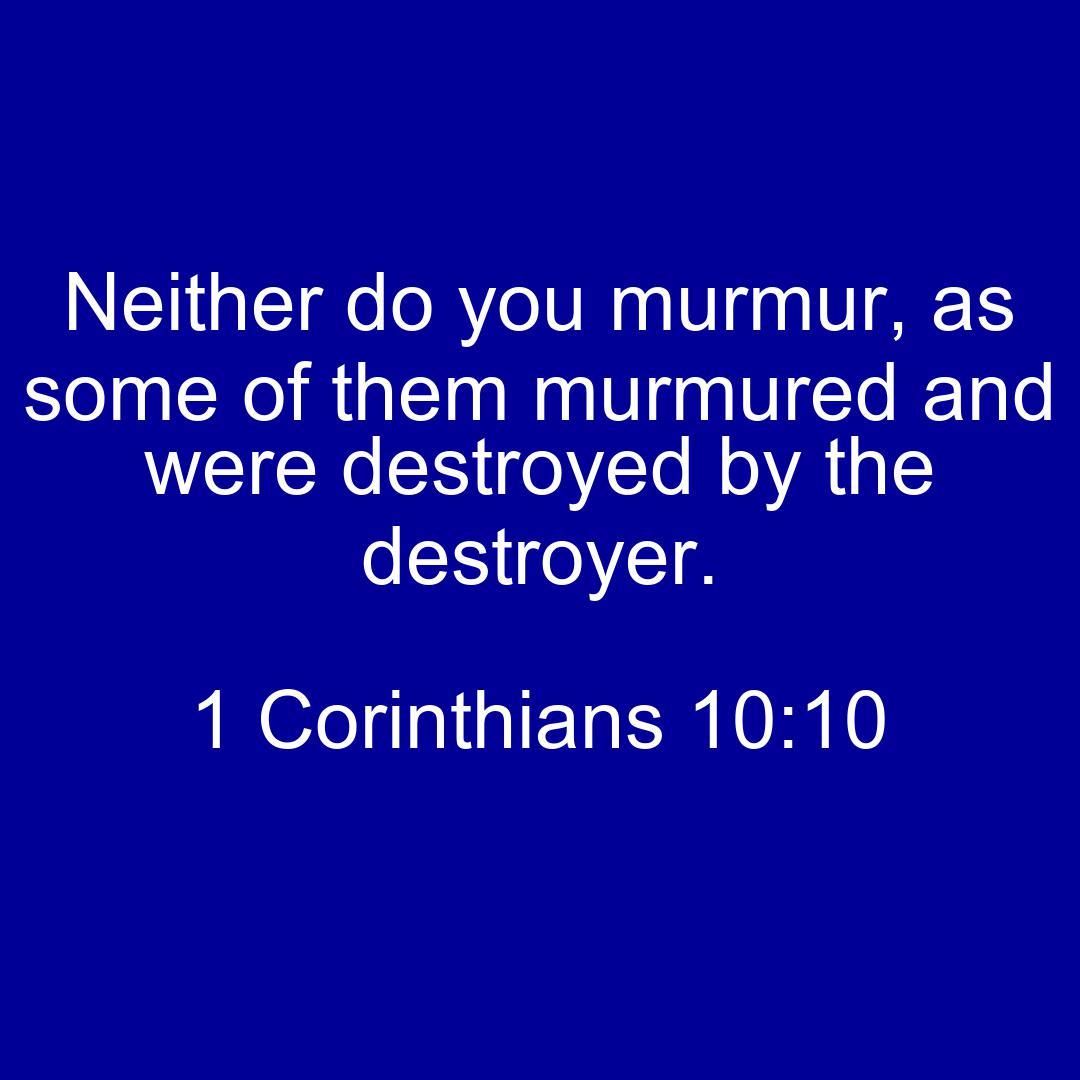 Neither do you murmur, as
some of them murmured and
were destroyed by the
destroyer.
1 Corinthians 10:10